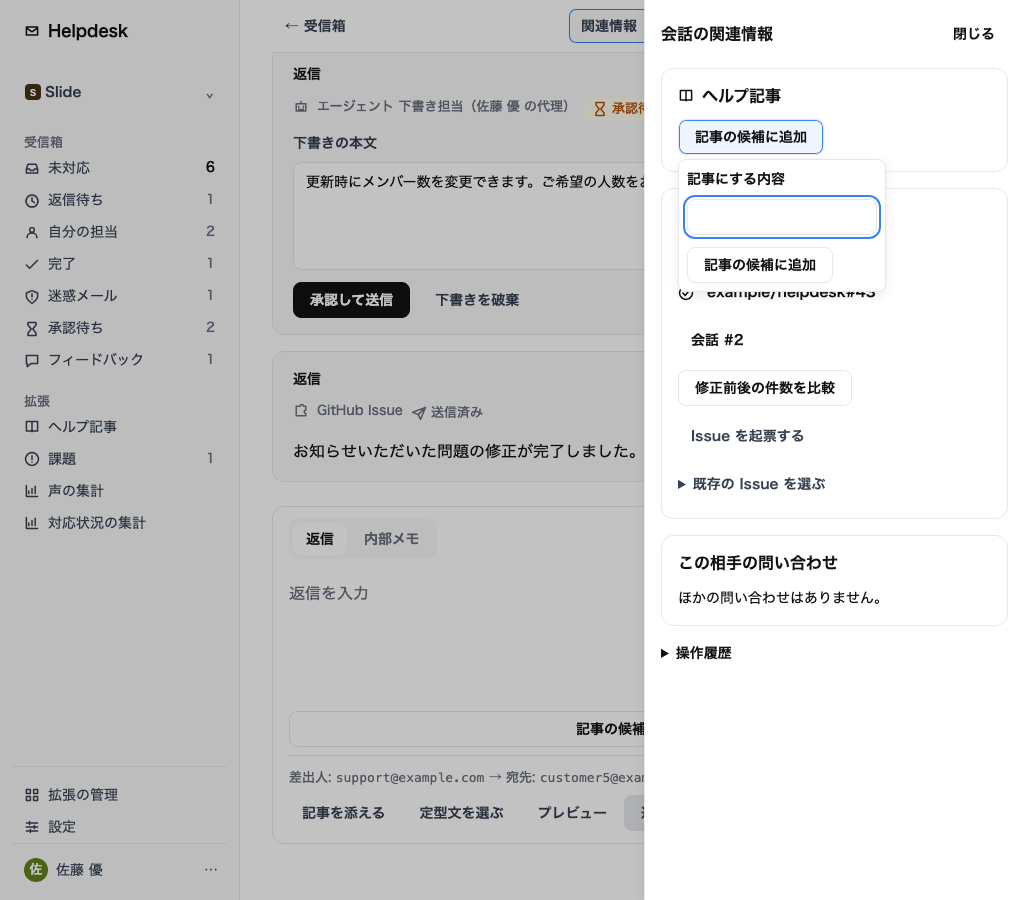 Helpdesk
S Slide
受信箱
未対応 6
返信待ち 1
自分の担当 2
完了 1
迷惑メール 1
承認待ち 2
フィードバック 1
拡張
ヘルプ記事
課題 1
声の集計
対応状況の集計
拡張の管理
設定
佐 佐藤 優 …
← 受信箱
関連情報
返信
エージェント 下書き担当（佐藤 優 の代理）
承認待
下書きの本文
更新時にメンバー数を変更できます。ご希望の人数をお
承認して送信 下書きを破棄
返信
GitHub Issue 送信済み
お知らせいただいた問題の修正が完了しました。
返信 内部メモ
返信を入力
記事の候補
差出人: support@example.com → 宛先: customer5@exam
記事を添える 定型文を選ぶ プレビュー
会話の関連情報 閉じる
ヘルプ記事
記事の候補に追加
記事にする内容
記事の候補に追加
example/helpdesk#43
会話 #2
修正前後の件数を比較
Issue を起票する
▶ 既存の Issue を選ぶ
この相手の問い合わせ
ほかの問い合わせはありません。
▶ 操作履歴